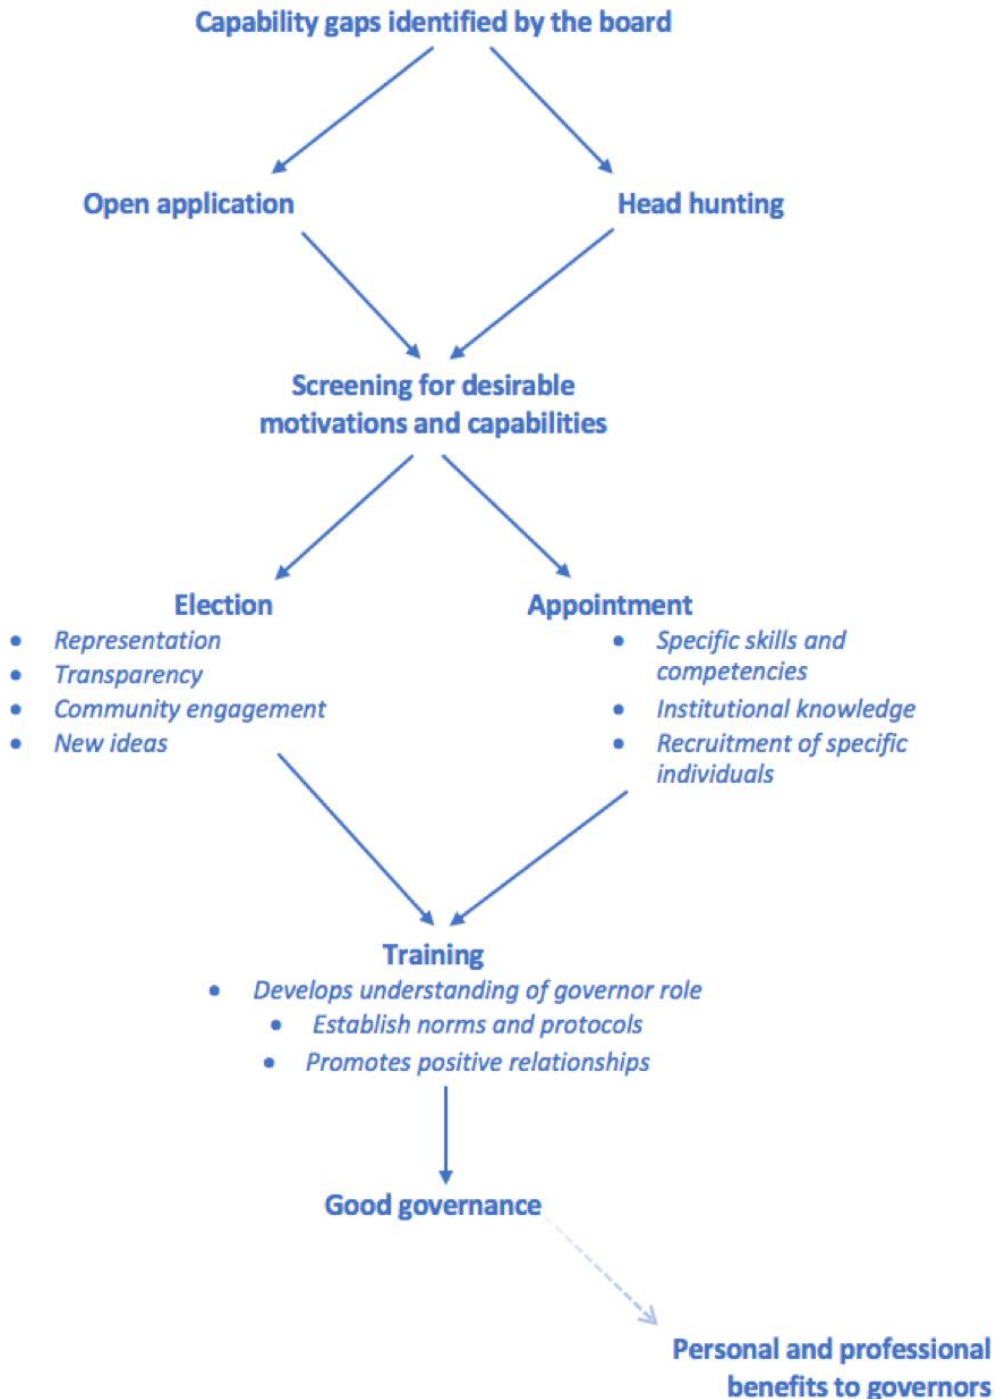 Capability gaps identified by the board
Open application
Head hunting
Screening for desirable
motivations and capabilities
Election
• Representation
• Transparency
• Community engagement
• New ideas
Appointment
• Specific skills and
competencies
• Institutional knowledge
• Recruitment of specific
individuals
Training
• Develops understanding of governor role
• Establish norms and protocols
• Promotes positive relationships
Good governance
Personal and professional
benefits to governors